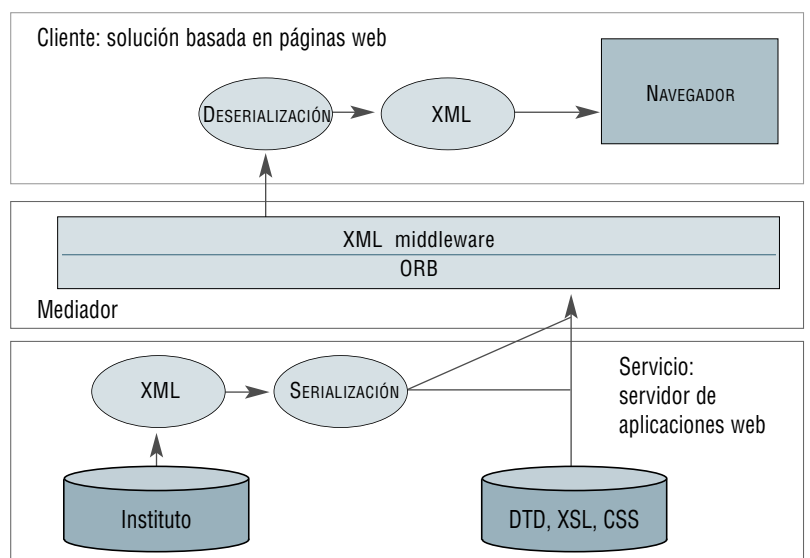 Cliente: solución basada en páginas web
DESERIALIZACIÓN
XML
NAVEGADOR
XML middleware
ORB
Mediador
XML
SERIALIZACIÓN
Servicio:
servidor de
aplicaciones web
Instituto
DTD, XSL, CSS